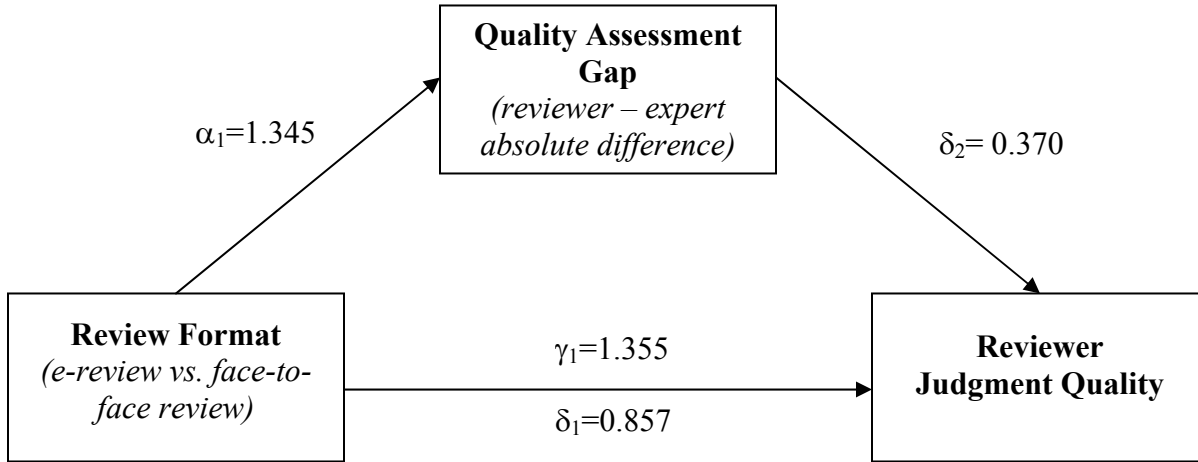 Quality Assessment
Gap
(reviewer – expert
absolute difference)
α₁=1.345
δ₂= 0.370
Review Format
(e-review vs. face-to-
face review)
γ₁=1.355
δ₁=0.857
Reviewer
Judgment Quality